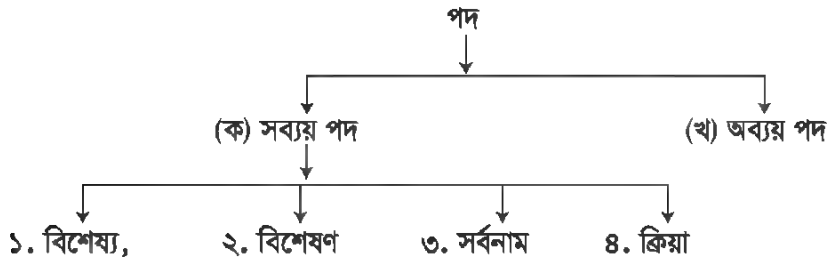 পদ
(ক) সব্যয় পদ (খ) অব্যয় পদ
১. বিশেষ্য, ২. বিশেষণ ৩. সর্বনাম ৪. ক্রিয়া